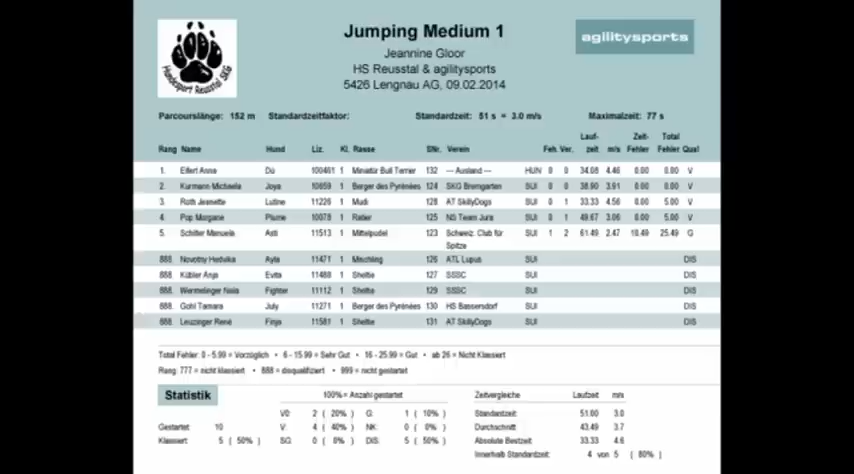 Jumping Medium 1
agilitysports
Jeannine Gloor
HS Reusstal & agilitysports
5426 Lengnau AG, 09.02.2014
Hundesport Reusstal SKG
Parcourslänge: 152 m Standardzeitfaktor: Standardzeit: 51 s = 3.0 m/s Maximalzeit: 77 s
Lauf- Zeit- Total
Rang Name Hund Liz. Kl. Rasse SNr. Verein Feh. Ver. zeit m/s Fehler Fehler Qual
1. Eifert Anna Dú 100461 1 Miniatur Bull Terrier 132 --- Ausland --- HUN 0 0 34.08 4.46 0.00 0.00 V
2. Kurmann Michaela Joya 10659 1 Berger des Pyrénées 124 SKG Bremgarten SUI 0 0 38.90 3.91 0.00 0.00 V
3. Roth Jeanette Lutine 11226 1 Mudi 128 AT SkillyDogs SUI 0 1 33.33 4.56 0.00 5.00 V
4. Pop Morgane Plume 10078 1 Ratier 125 NS Team Jura SUI 0 1 49.67 3.06 0.00 5.00 V
5. Schiller Manuela Asti 11513 1 Mittelpudel 123 Schweiz. Club für SUI 1 2 61.49 2.47 10.49 25.49 G
Spitze
888. Novotny Hedvika Ayla 11471 1 Mischling 126 ATL Lupus SUI DIS
888. Kübler Anja Evita 11488 1 Sheltie 127 SSSC SUI DIS
888. Wermelinger Fighter 11112 1 Sheltie 129 SSSC SUI DIS
888. Gohl Tamara July 11271 1 Berger des Pyrénées 130 HS Bassersdorf SUI DIS
888. Leuzinger René Finja 11581 1 Sheltie 131 AT SkillyDogs SUI DIS
Total Fehler: 0 - 5.99 = Vorzüglich • 6 - 15.99 = Sehr Gut • 16 - 25.99 = Gut • ab 26 = Nicht Klassiert
Rang: 777 = nicht klassiert • 888 = disqualifiziert • 999 = nicht gestartet
Statistik 100% = Anzahl gestartet Zeitvergleiche Laufzeit m/s
V0: 2 ( 20% ) G: 1 ( 10% ) Standardzeit: 51.00 3.0
Gestartet: 10 V: 4 ( 40% ) NK: 0 ( 0% ) Durchschnitt 43.49 3.7
Klassiert: 5 ( 50% ) SG: 0 ( 0% ) DIS: 5 ( 50% ) Absolute Bestzeit: 33.33 4.6
Innerhalb Standardzeit: 4 von 5 ( 80% )